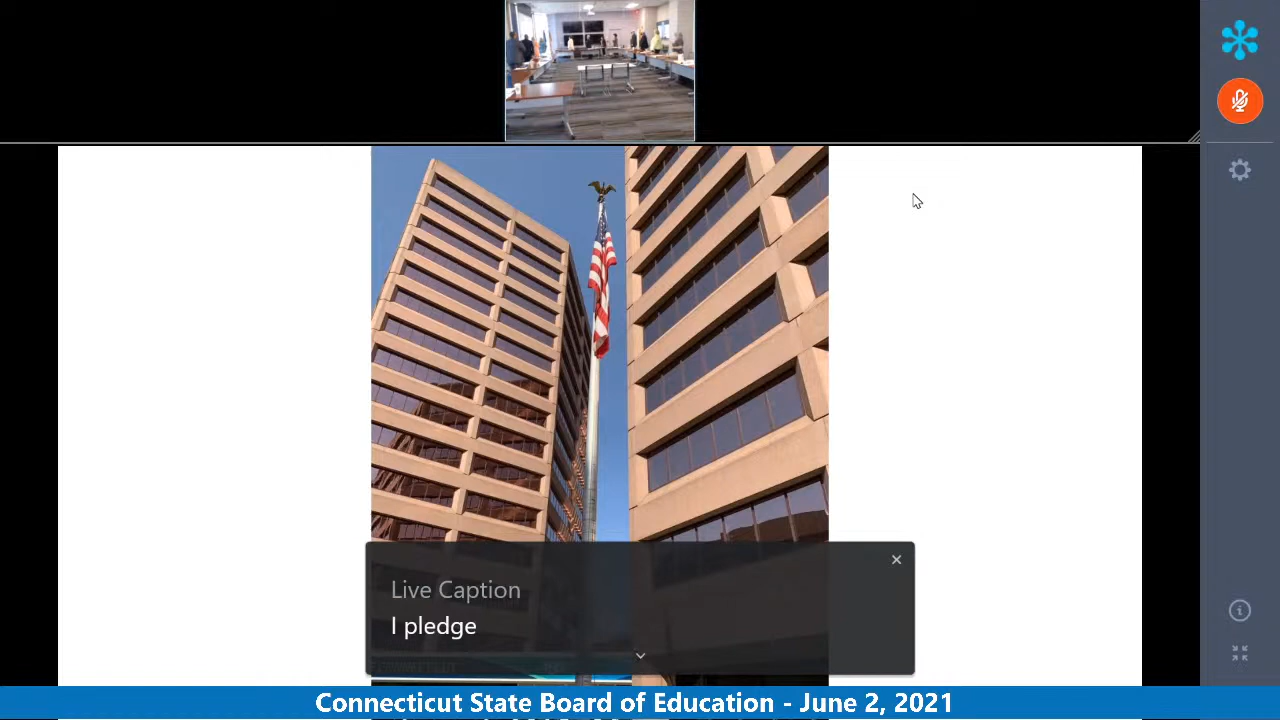 Live Caption
I pledge
Connecticut State Board of Education - June 2, 2021